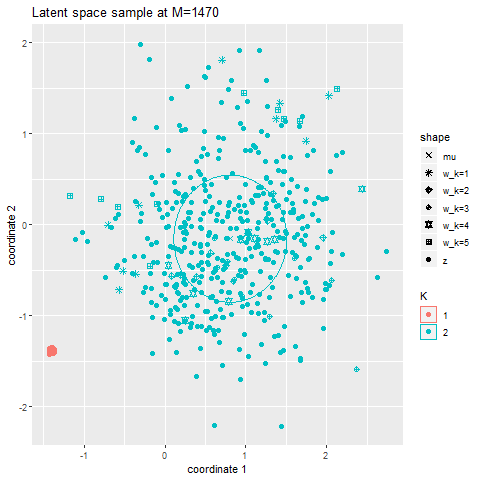 Latent space sample at M=1470
2
1
0
-1
-2
coordinate 2
-1
0
1
2
coordinate 1
shape
mu
w_k=1
w_k=2
w_k=3
w_k=4
w_k=5
z
K
1
2